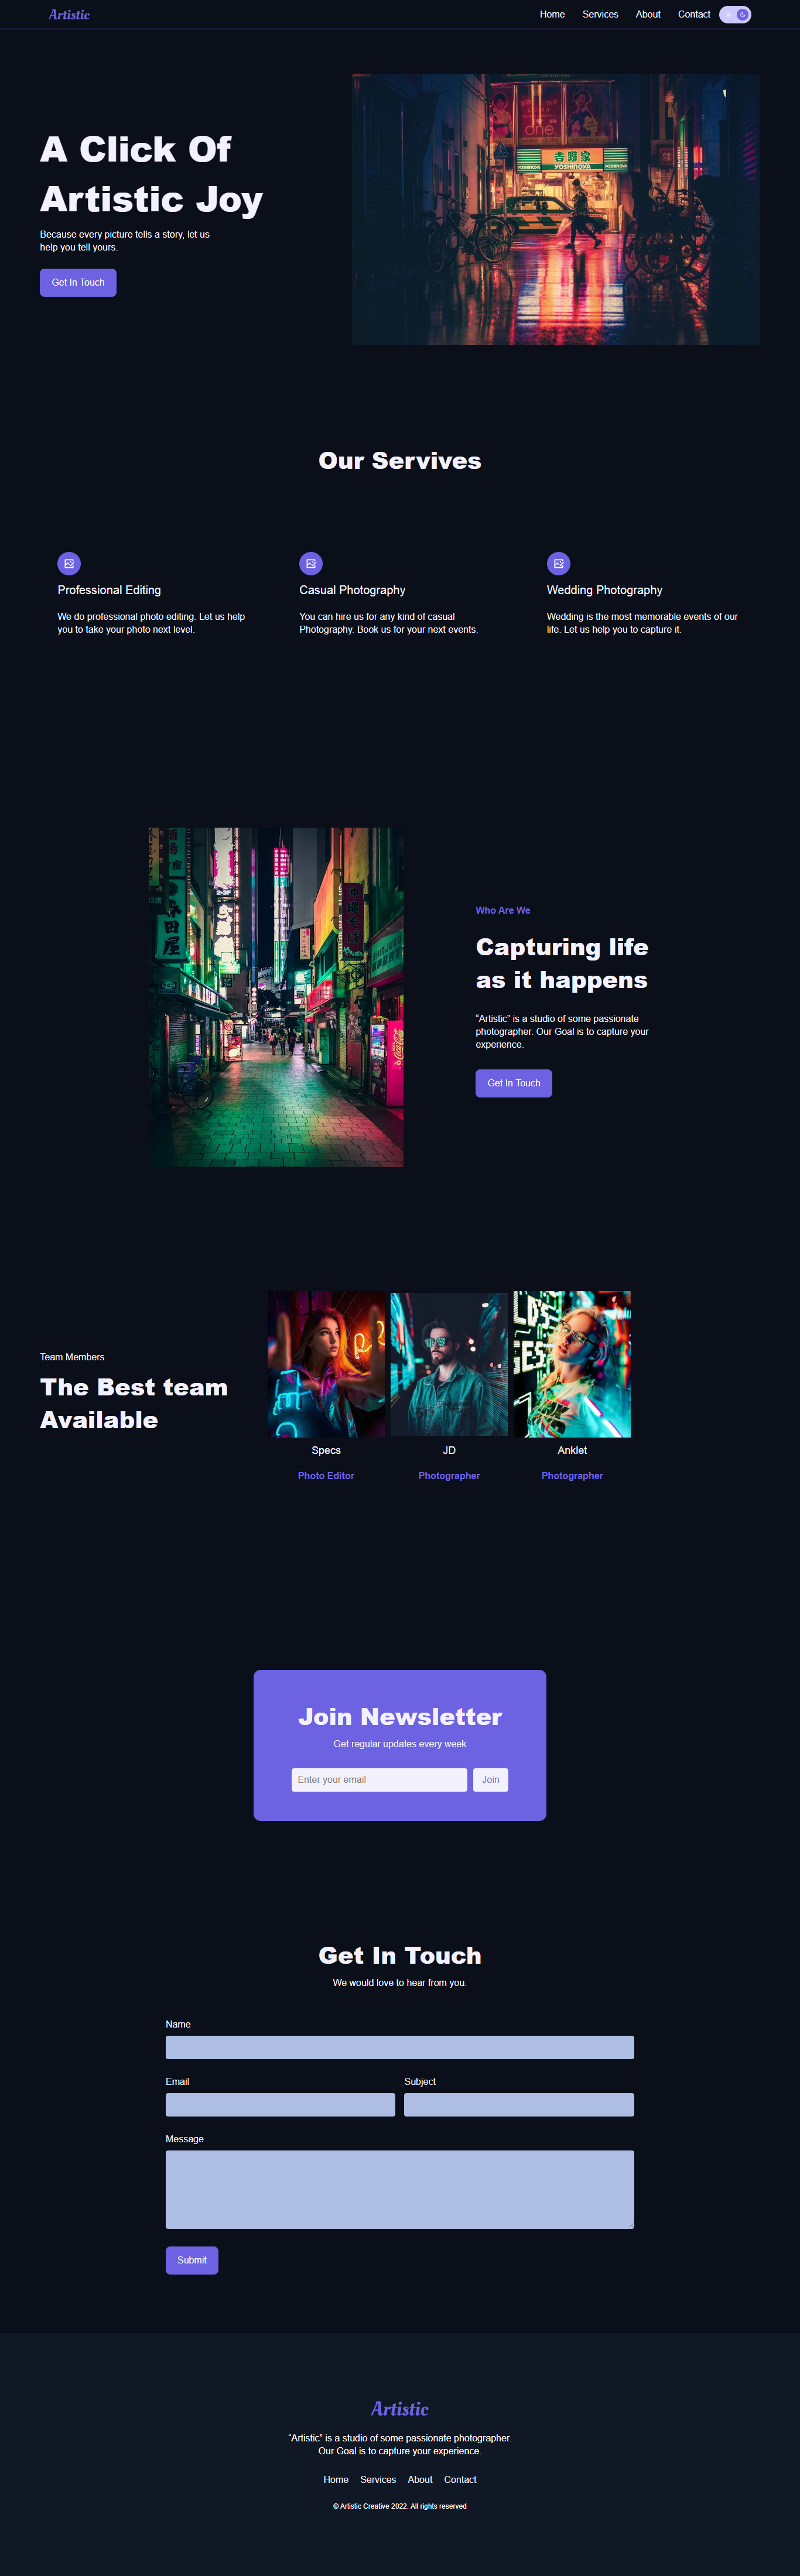 Artistic
Home Services About Contact
A Click Of
Artistic Joy
Because every picture tells a story, let us
help you tell yours.
Get In Touch
one
吉野家
YOSHINOYA
Our Servives
Professional Editing
We do professional photo editing. Let us help
you to take your photo next level.
Casual Photography
You can hire us for any kind of casual
Photography. Book us for your next events.
Wedding Photography
Wedding is the most memorable events of our
life. Let us help you to capture it.
Coca-Cola
Who Are We
Capturing life
as it happens
"Artistic" is a studio of some passionate
photographer. Our Goal is to capture your
experience.
Get In Touch
Team Members
The Best team
Available
Specs
Photo Editor
JD
Photographer
Anklet
Photographer
Join Newsletter
Get regular updates every week
Enter your email
Join
Get In Touch
We would love to hear from you.
Name
Email
Subject
Message
Submit
Artistic
"Artistic" is a studio of some passionate photographer.
Our Goal is to capture your experience.
Home Services About Contact
© Artistic Creative 2022. All rights reserved